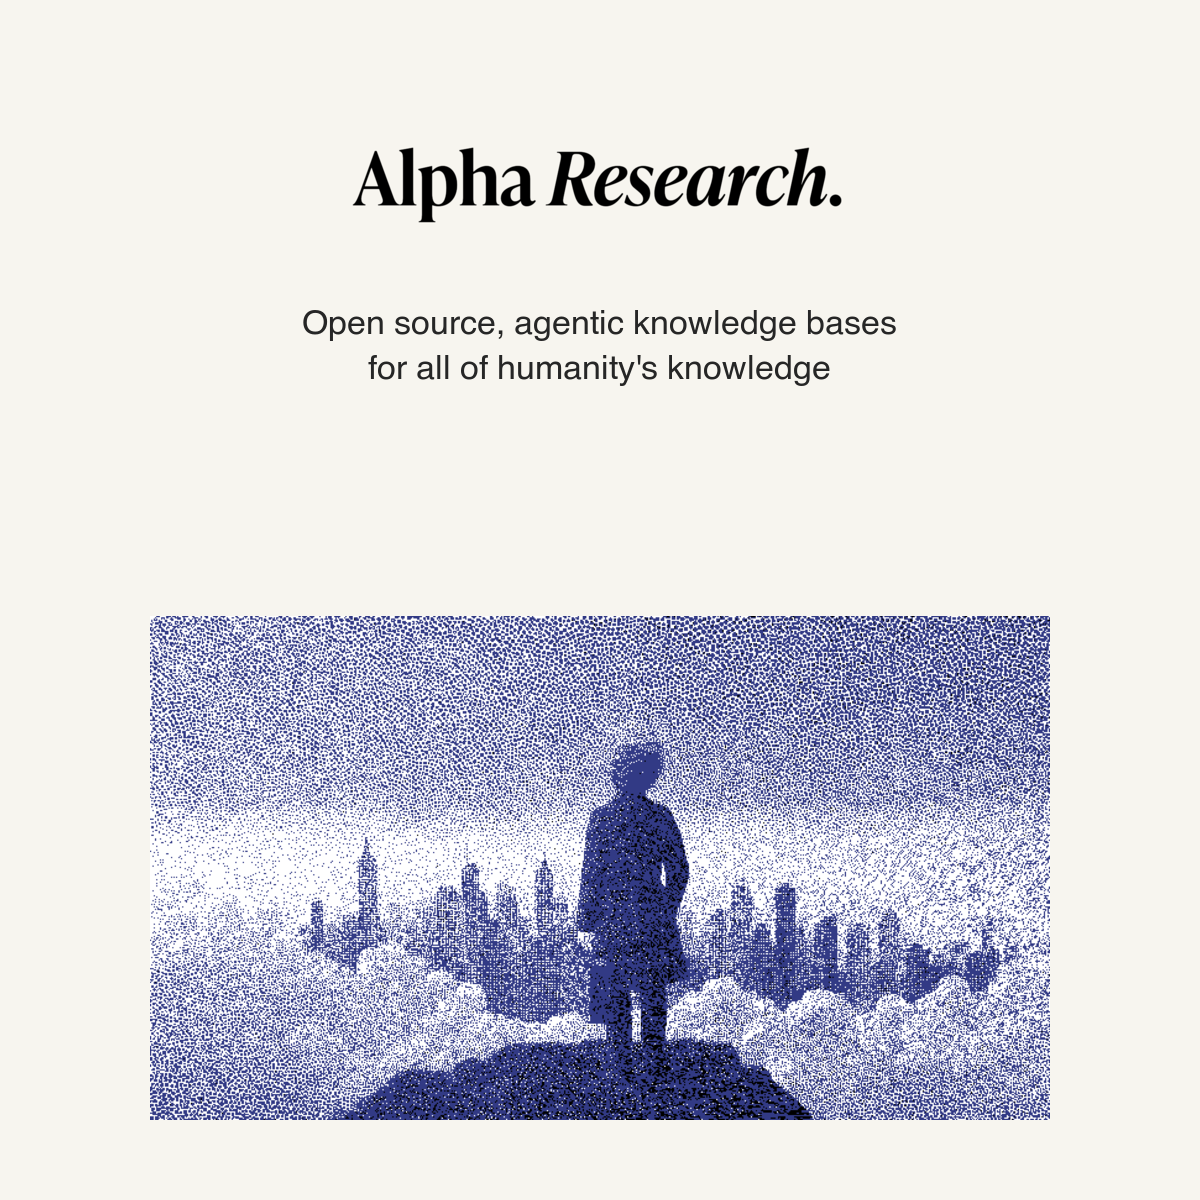 Alpha Research.
Open source, agentic knowledge bases
for all of humanity's knowledge